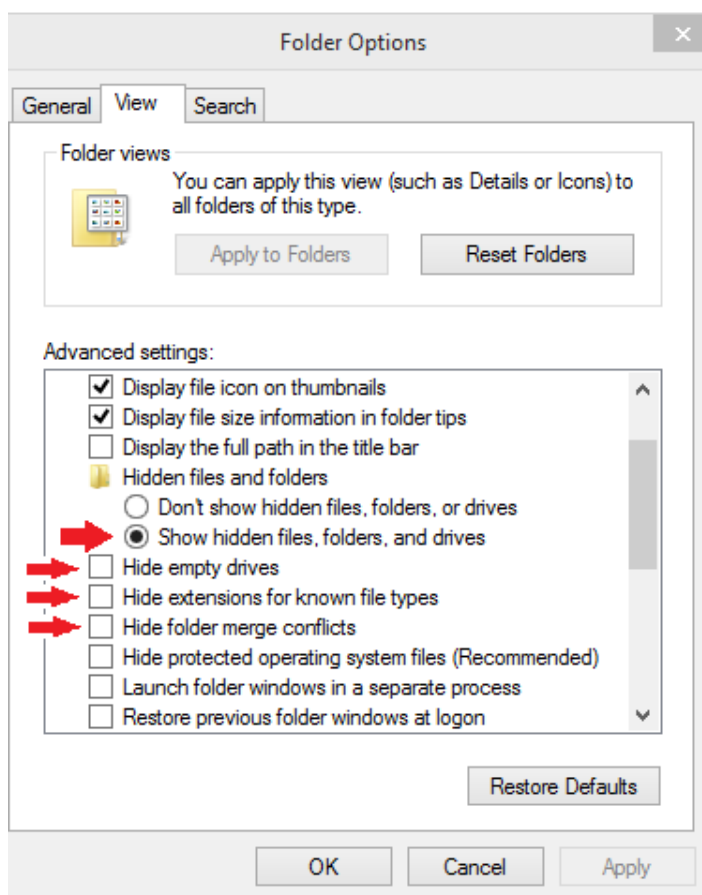 Folder Options
General View Search
Folder views
You can apply this view (such as Details or Icons) to
all folders of this type.
Apply to Folders Reset Folders
Advanced settings:
Display file icon on thumbnails
Display file size information in folder tips
Display the full path in the title bar
Hidden files and folders
Don't show hidden files, folders, or drives
Show hidden files, folders, and drives
Hide empty drives
Hide extensions for known file types
Hide folder merge conflicts
Hide protected operating system files (Recommended)
Launch folder windows in a separate process
Restore previous folder windows at logon
Restore Defaults
OK Cancel Apply